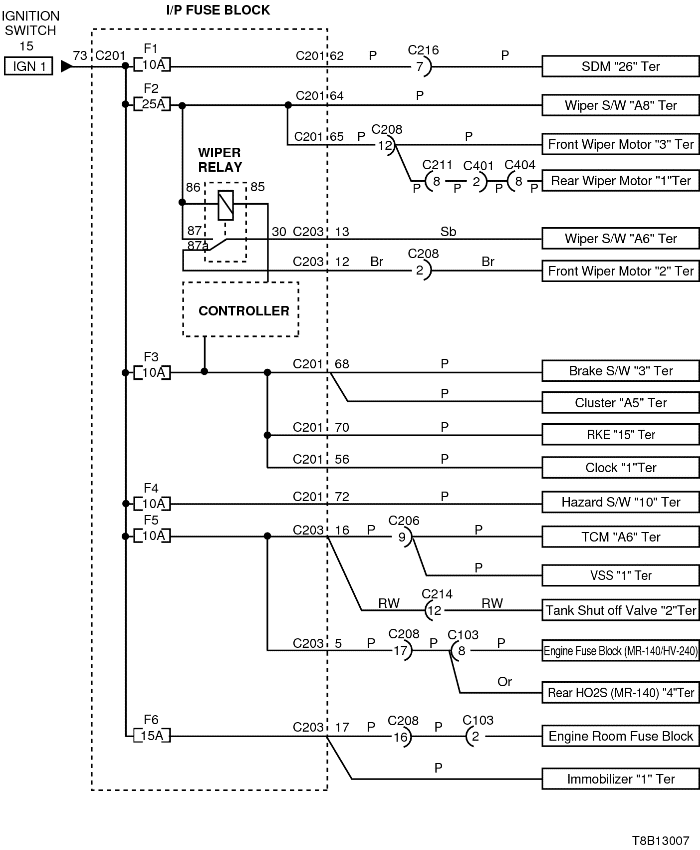 I/P FUSE BLOCK
IGNITION
SWITCH
15
IGN 1
73 C201
F1
10A
C201 62 P C216 7 P SDM "26" Ter
F2
25A
C201 64 P Wiper S/W "A8" Ter
C201 65 P C208 12 P Front Wiper Motor "3" Ter
WIPER
RELAY
P C211 8 P C401 2 P C404 8 P Rear Wiper Motor "1"Ter
86 85
87 30 C203 13 Sb Wiper S/W "A6" Ter
87a
C203 12 Br C208 2 Br Front Wiper Motor "2" Ter
CONTROLLER
F3
10A
C201 68 P Brake S/W "3" Ter
P Cluster "A5" Ter
C201 70 P RKE "15" Ter
C201 56 P Clock "1"Ter
F4
10A
C201 72 P Hazard S/W "10" Ter
F5
10A
C203 16 P C206 9 P TCM "A6" Ter
P VSS "1" Ter
RW C214 12 RW Tank Shut off Valve "2"Ter
C203 5 P C208 17 P C103 8 P Engine Fuse Block (MR-140/HV-240)
Or Rear HO2S (MR-140) "4"Ter
F6
15A
C203 17 P C208 16 P C103 2 Engine Room Fuse Block
P Immobilizer "1" Ter
T8B13007